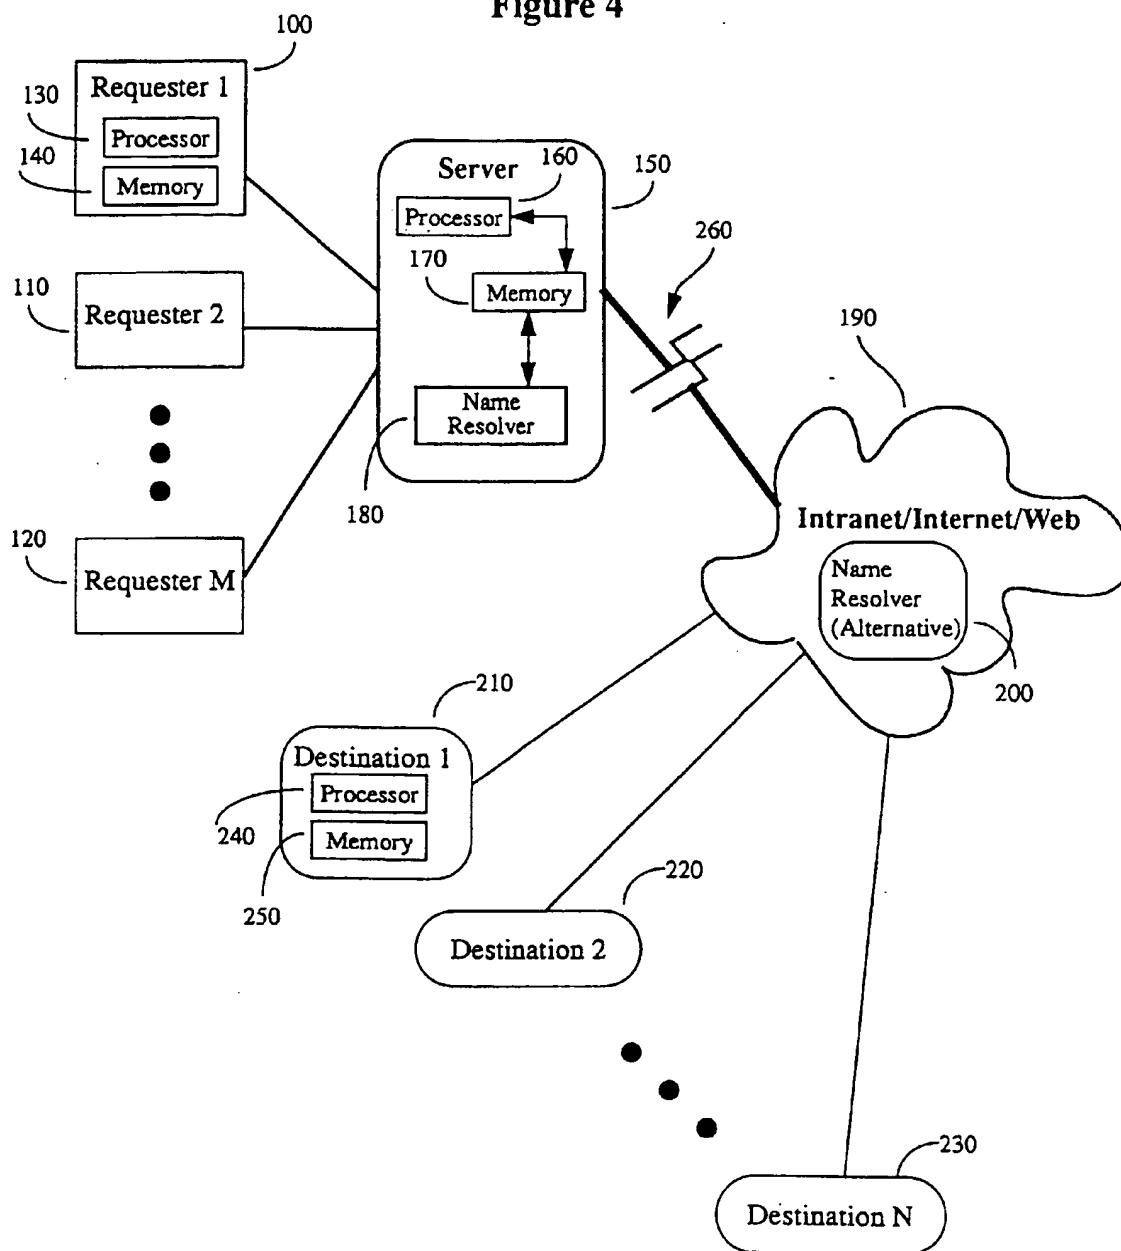 Figure 4
100
Requester 1
130
Processor
140
Memory
110
Requester 2
120
Requester M
Server
160
150
Processor
170
Memory
Name
Resolver
180
260
190
Intranet/Internet/Web
Name
Resolver
(Alternative)
200
210
Destination 1
Processor
240
Memory
250
220
Destination 2
230
Destination N